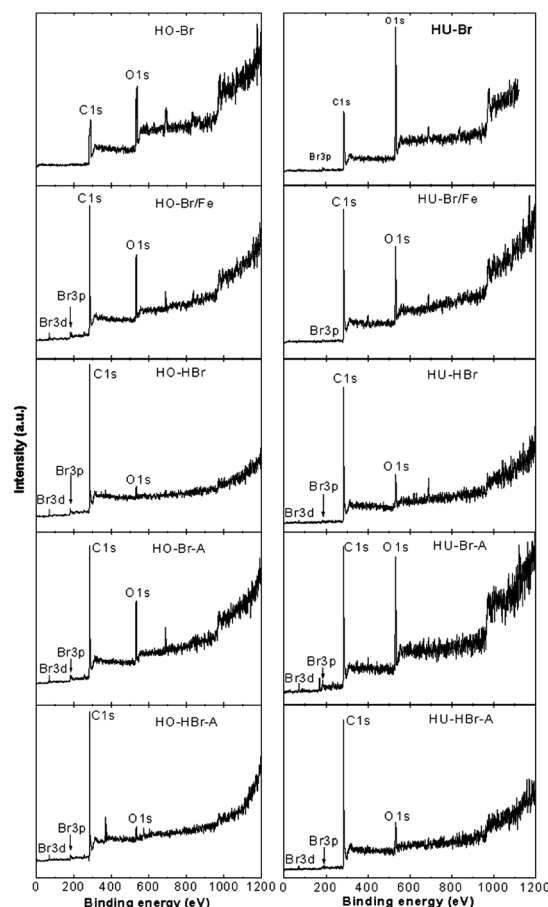 HO-Br
C1s
O1s
HU-Br
O1s
C1s
Br3p
HO-Br/Fe
C1s
O1s
Br3p
Br3d
HU-Br/Fe
C1s
O1s
Br3p
HO-HBr
C1s
Br3p
O1s
Br3d
HU-HBr
C1s
Br3p
O1s
Br3d
HO-Br-A
C1s
O1s
Br3p
Br3d
HU-Br-A
C1s
O1s
Br3p
Br3d
HO-HBr-A
C1s
Br3p
O1s
Br3d
HU-HBr-A
C1s
O1s
Br3p
Br3d
Intensity (a.u.)
0 200 400 600 800 1000 1200
0 200 400 600 800 1000 1200
Binding energy (eV)
Binding energy (eV)